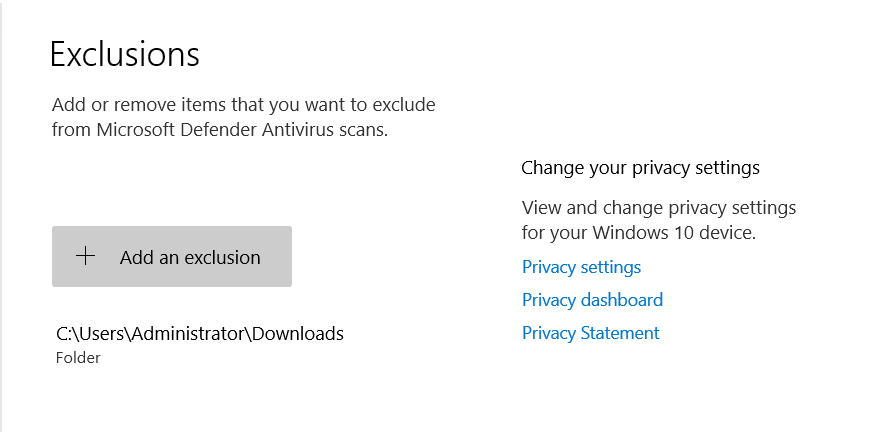 Exclusions
Add or remove items that you want to exclude
from Microsoft Defender Antivirus scans.
Add an exclusion
C:\Users\Administrator\Downloads
Folder
Change your privacy settings
View and change privacy settings
for your Windows 10 device.
Privacy settings
Privacy dashboard
Privacy Statement